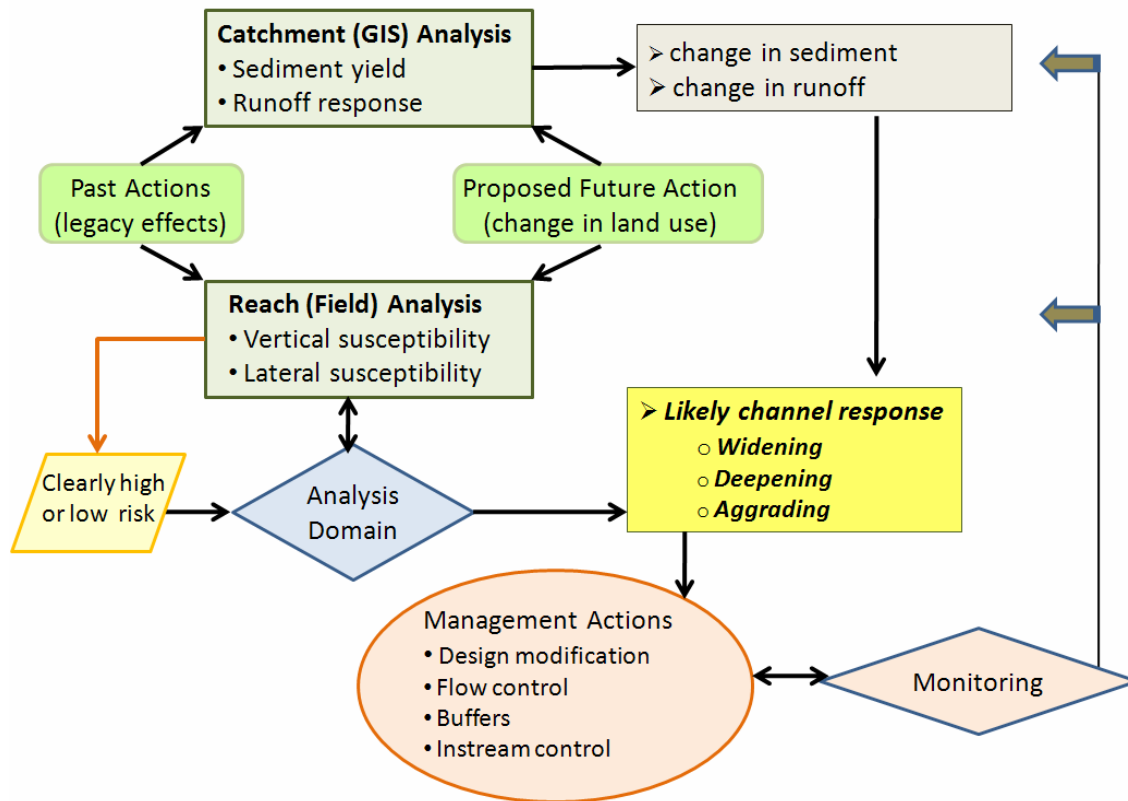 Catchment (GIS) Analysis
• Sediment yield
• Runoff response
➢ change in sediment
➢ change in runoff
Past Actions
(legacy effects)
Proposed Future Action
(change in land use)
Reach (Field) Analysis
• Vertical susceptibility
• Lateral susceptibility
➢ Likely channel response
o Widening
o Deepening
o Aggrading
Clearly high
or low risk
Analysis
Domain
Management Actions
• Design modification
• Flow control
• Buffers
• Instream control
Monitoring